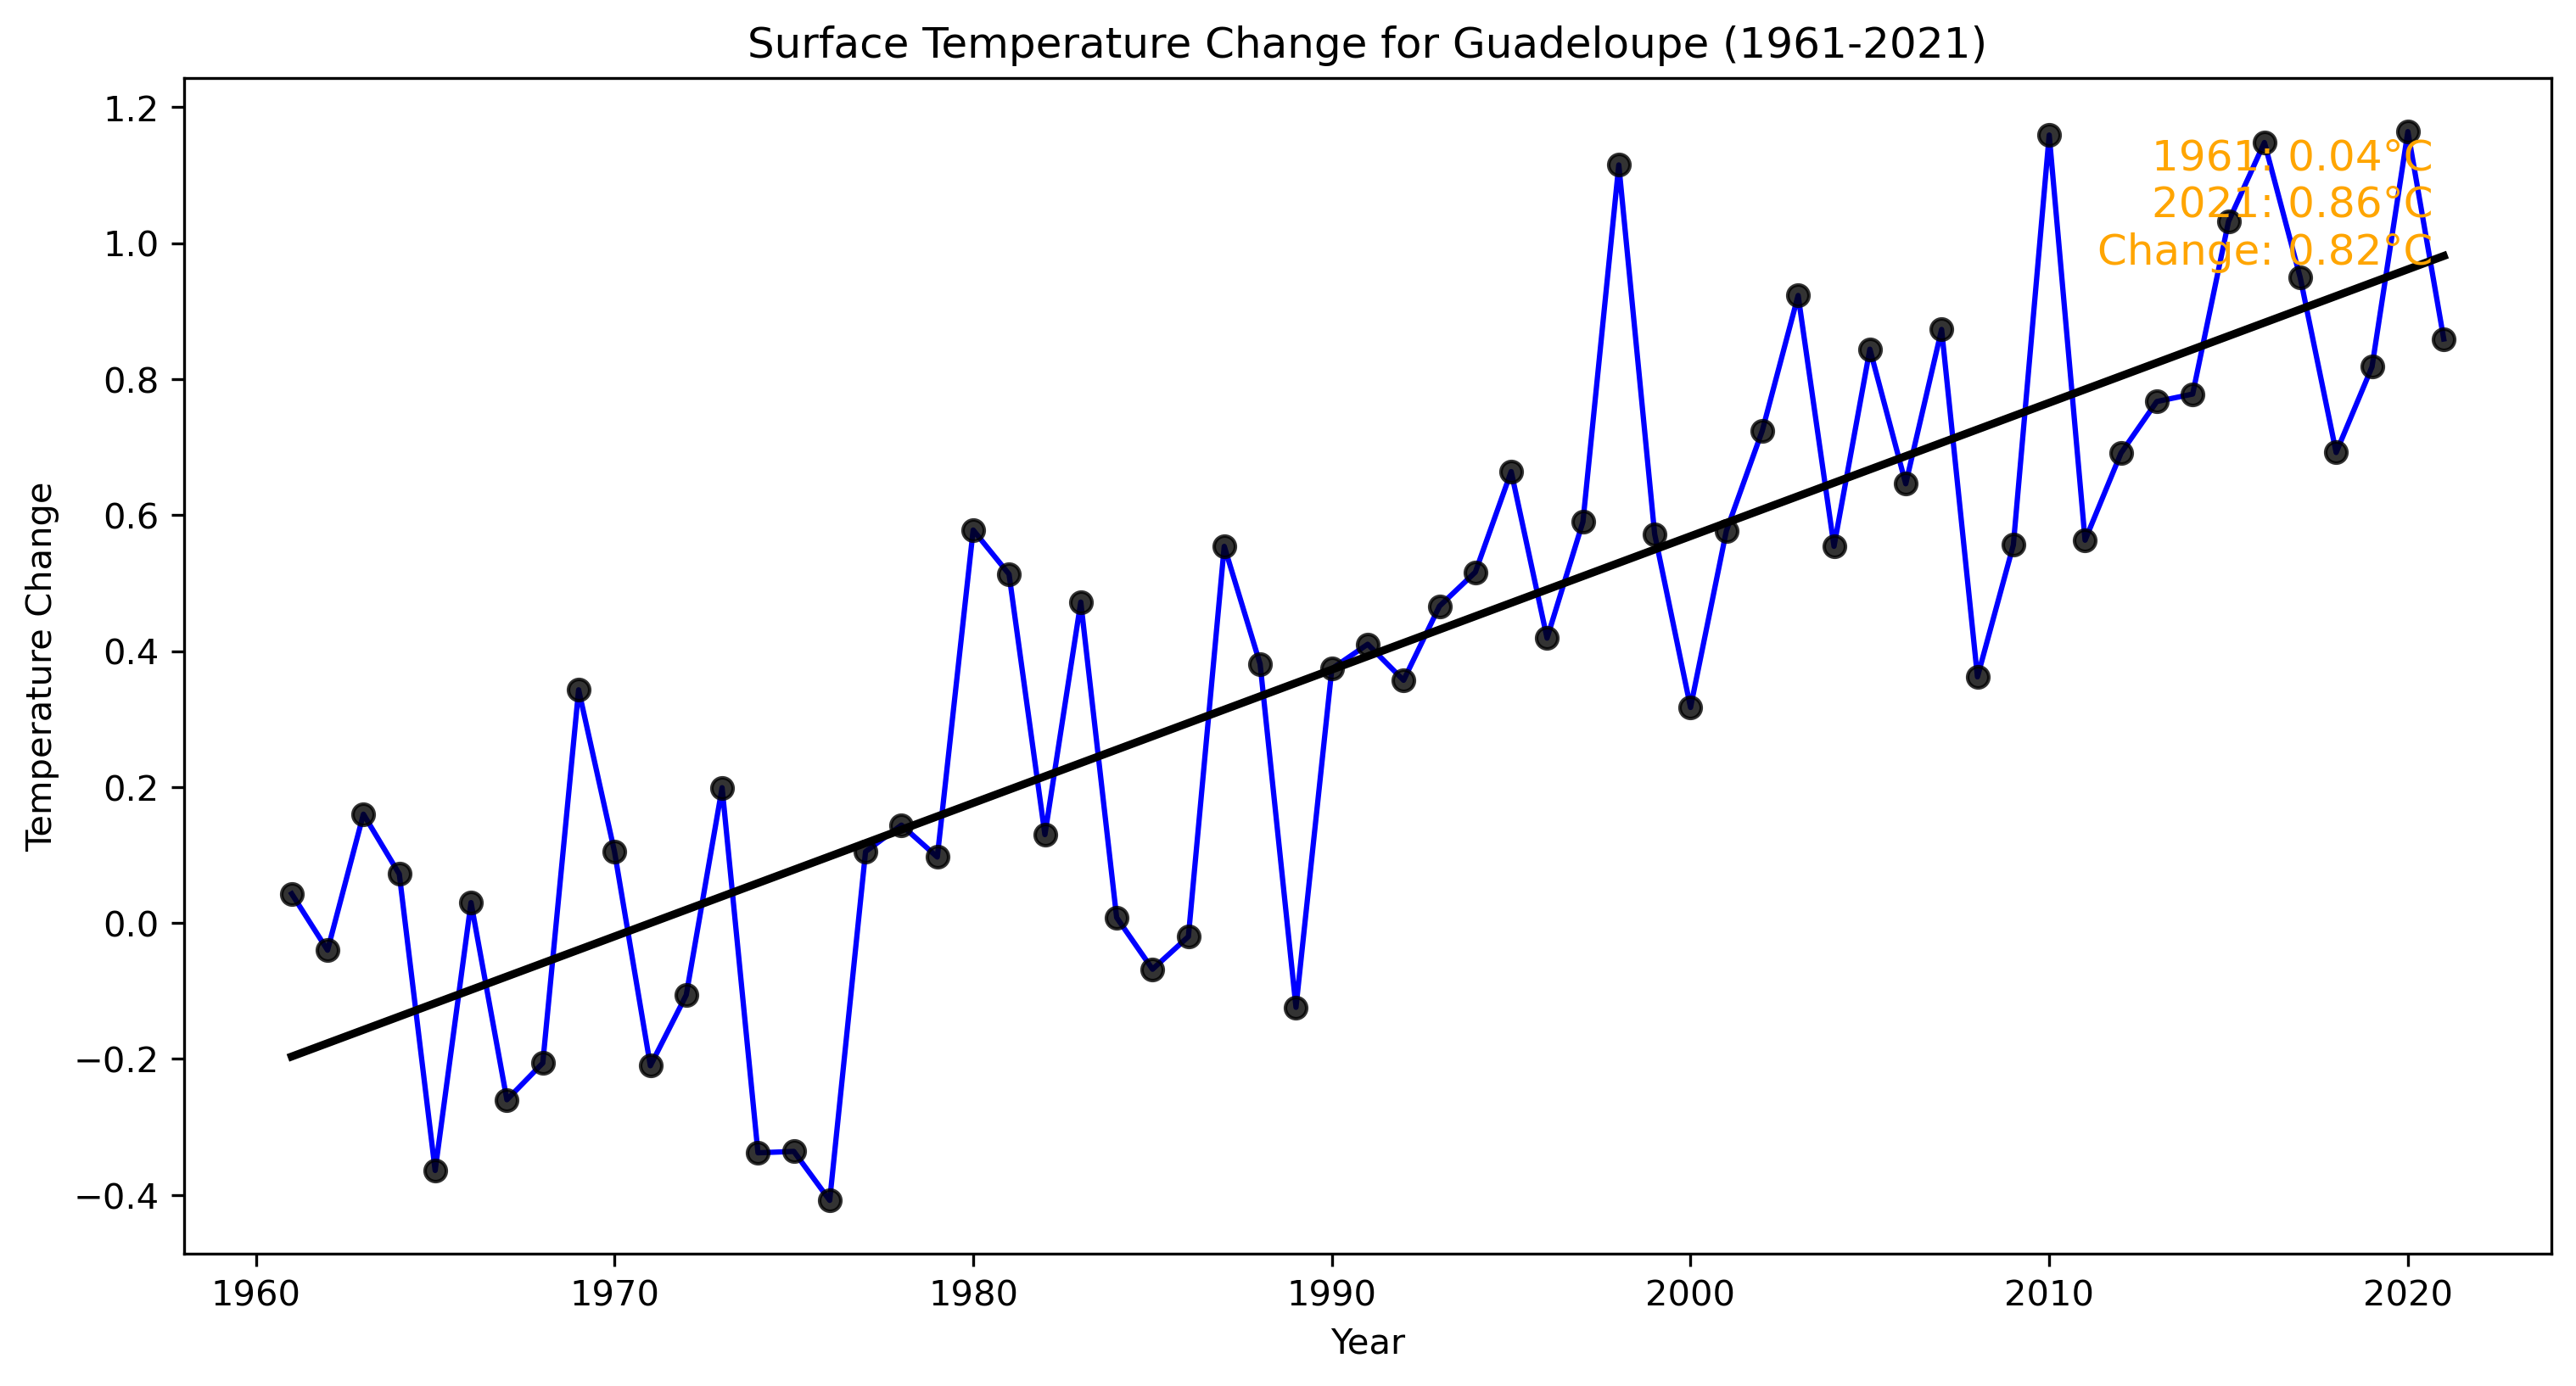 Surface Temperature Change for Guadeloupe (1961-2021)
1961: 0.04°C
2021: 0.86°C
Change: 0.82°C
Temperature Change
1.2
1.0
0.8
0.6
0.4
0.2
0.0
−0.2
−0.4
1960 1970 1980 1990 2000 2010 2020
Year